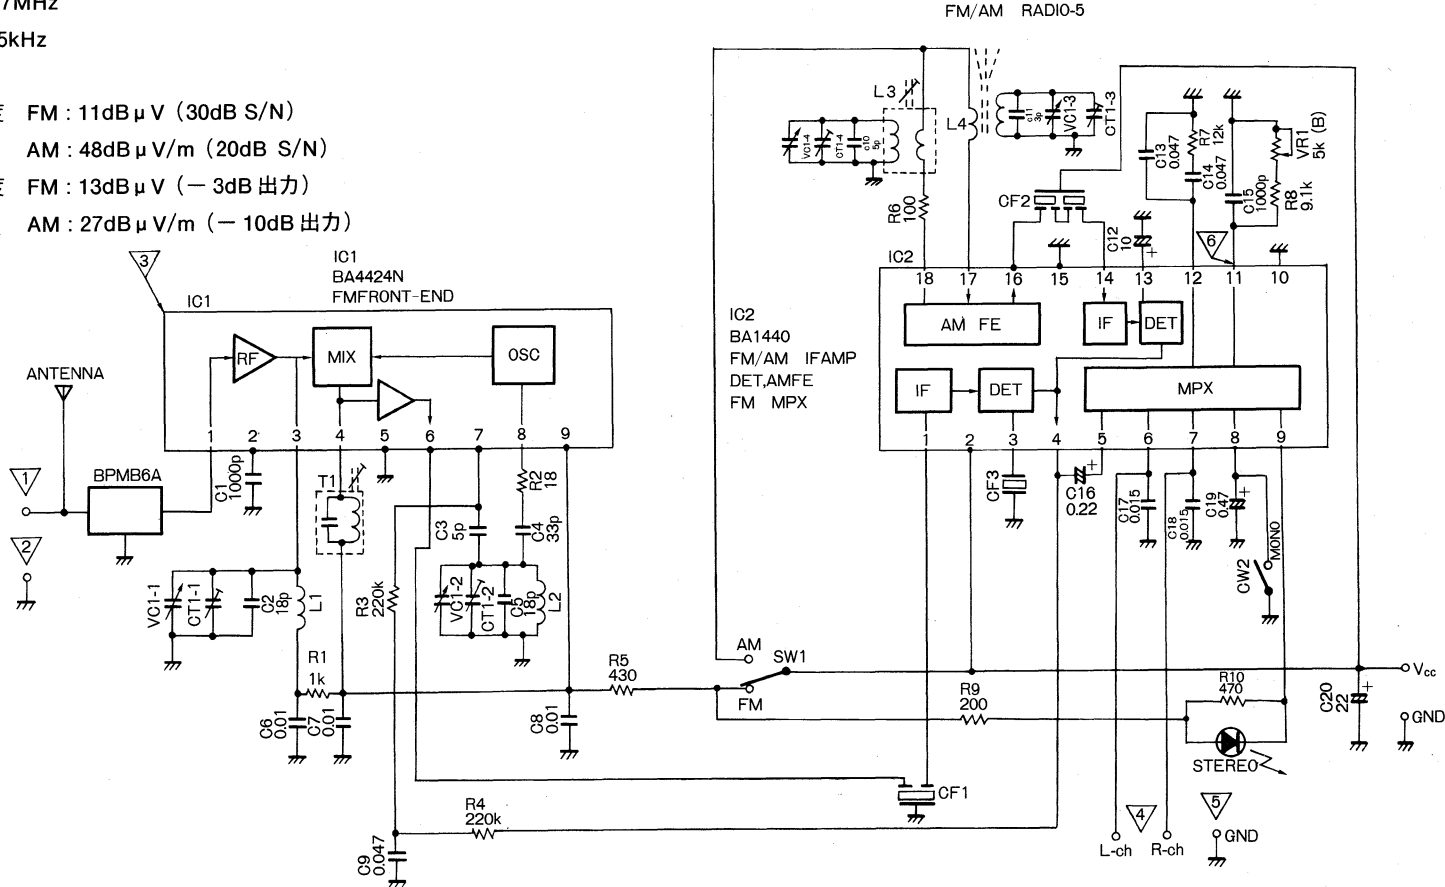 7MHz
5kHz
FM : 11dBμV (30dB S/N)
AM : 48dBμV/m (20dB S/N)
FM : 13dBμV (－3dB 出力)
AM : 27dBμV/m (－10dB 出力)
FM/AM RADIO-5
L3
L4
VC1-4
CT1-4
c10
5p
c11
3p
VC1-3
CT1-3
C13
0.047
R7
12k
C14
0.047
C15
1000p
VR1
5k (B)
R8
9.1k
R6
100
CF2
C12
10
+
6
3
IC1
BA4424N
FMFRONT-END
IC1
IC2
18 17 16 15 14 13 12 11 10
AM FE
IF
DET
IC2
BA1440
FM/AM IFAMP
DET,AMFE
FM MPX
RF
MIX
OSC
IF
DET
MPX
ANTENNA
1 2 3 4 5 6 7 8 9
1 2 3 4 5 6 7 8 9
1
BPMB6A
C1
1000p
T1
R2
18
C3
5p
C4
33p
CF3
C16
0.22
+
C17
0.015
C18
0.015
C19
0.47
+
MONO
CW2
2
VC1-1
CT1-1
C2
18p
L1
R3
220k
VC1-2
CT1-2
C5
18p
L2
R1
1k
R5
430
AM
SW1
FM
Vcc
R9
200
R10
470
C20
22
+
GND
C6
0.01
C7
0.01
C8
0.01
STEREO
CF1
R4
220k
C9
0.047
4
5
L-ch
R-ch
GND